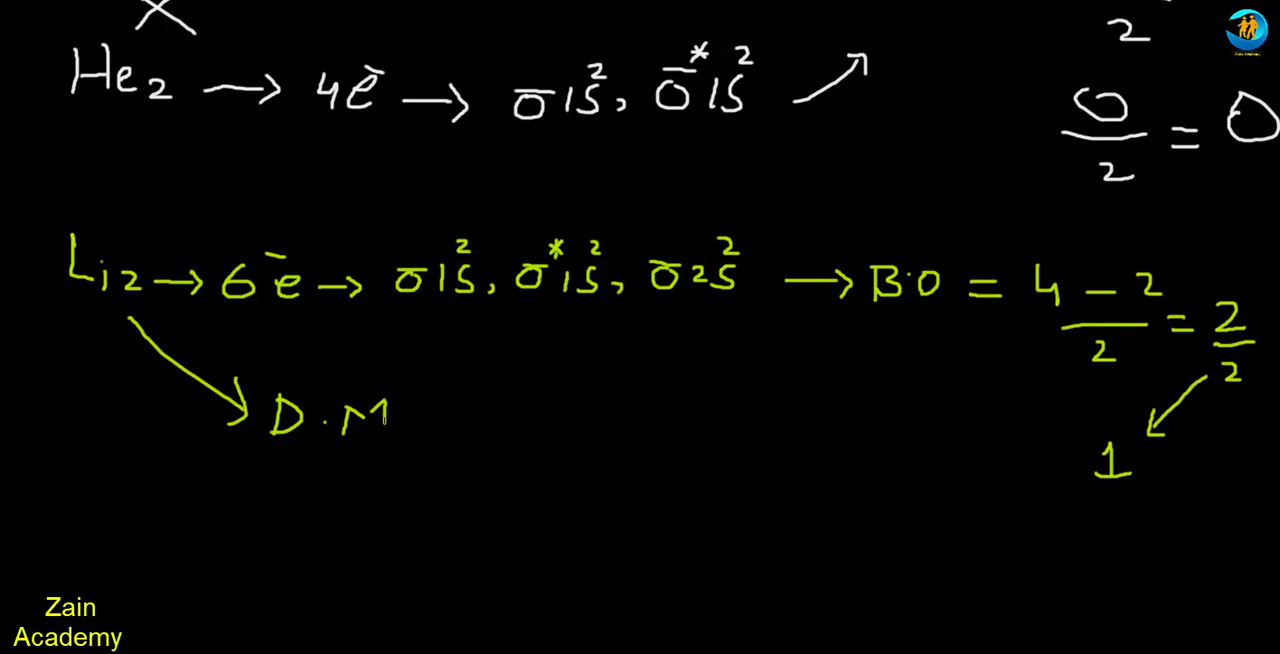 2
He2 → 4e⁻ → σ1s², σ*1s² ↗
0/2 = 0
Li2 → 6e⁻ → σ1s², σ*1s², σ2s² → B.O = 4 - 2/2 = 2/2
1
D.M
Zain
Academy